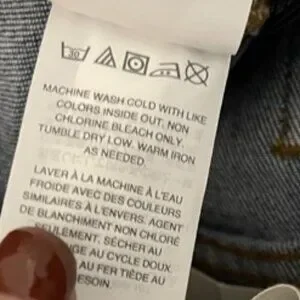 MACHINE WASH COLD WITH LIKE
COLORS INSIDE OUT. NON
CHLORINE BLEACH ONLY.
TUMBLE DRY LOW. WARM IRON
AS NEEDED.
LAVER À LA MACHINE À L'EAU
FROIDE AVEC DES COULEURS
SIMILAIRES À L'ENVERS. AGENT
DE BLANCHIMENT NON CHLORÉ
SEULEMENT. SÉCHER AU
AU CYCLE DOUX.
AU FER TIÈDE AU